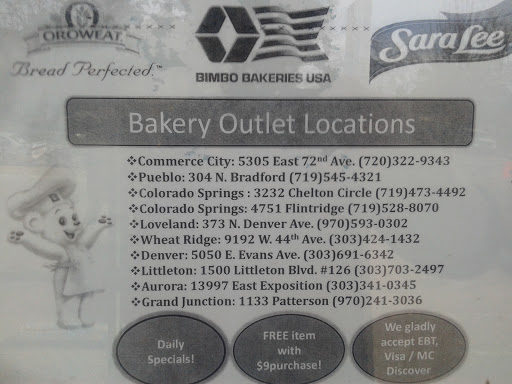 OROWEAT
Bread Perfected.™
BIMBO BAKERIES USA
Sara Lee
Bakery Outlet Locations
❖Commerce City: 5305 East 72nd Ave. (720)322-9343
❖Pueblo: 304 N. Bradford (719)545-4321
❖Colorado Springs : 3232 Chelton Circle (719)473-4492
❖Colorado Springs: 4751 Flintridge (719)528-8070
❖Loveland: 373 N. Denver Ave. (970)593-0302
❖Wheat Ridge: 9192 W. 44th Ave. (303)424-1432
❖Denver: 5050 E. Evans Ave. (303)691-6342
❖Littleton: 1500 Littleton Blvd. #126 (303)703-2497
❖Aurora: 13997 East Exposition (303)341-0345
❖Grand Junction: 1133 Patterson (970)241-3036
Daily
Specials!
FREE item
with
$9purchase!
We gladly
accept EBT,
Visa / MC
Discover